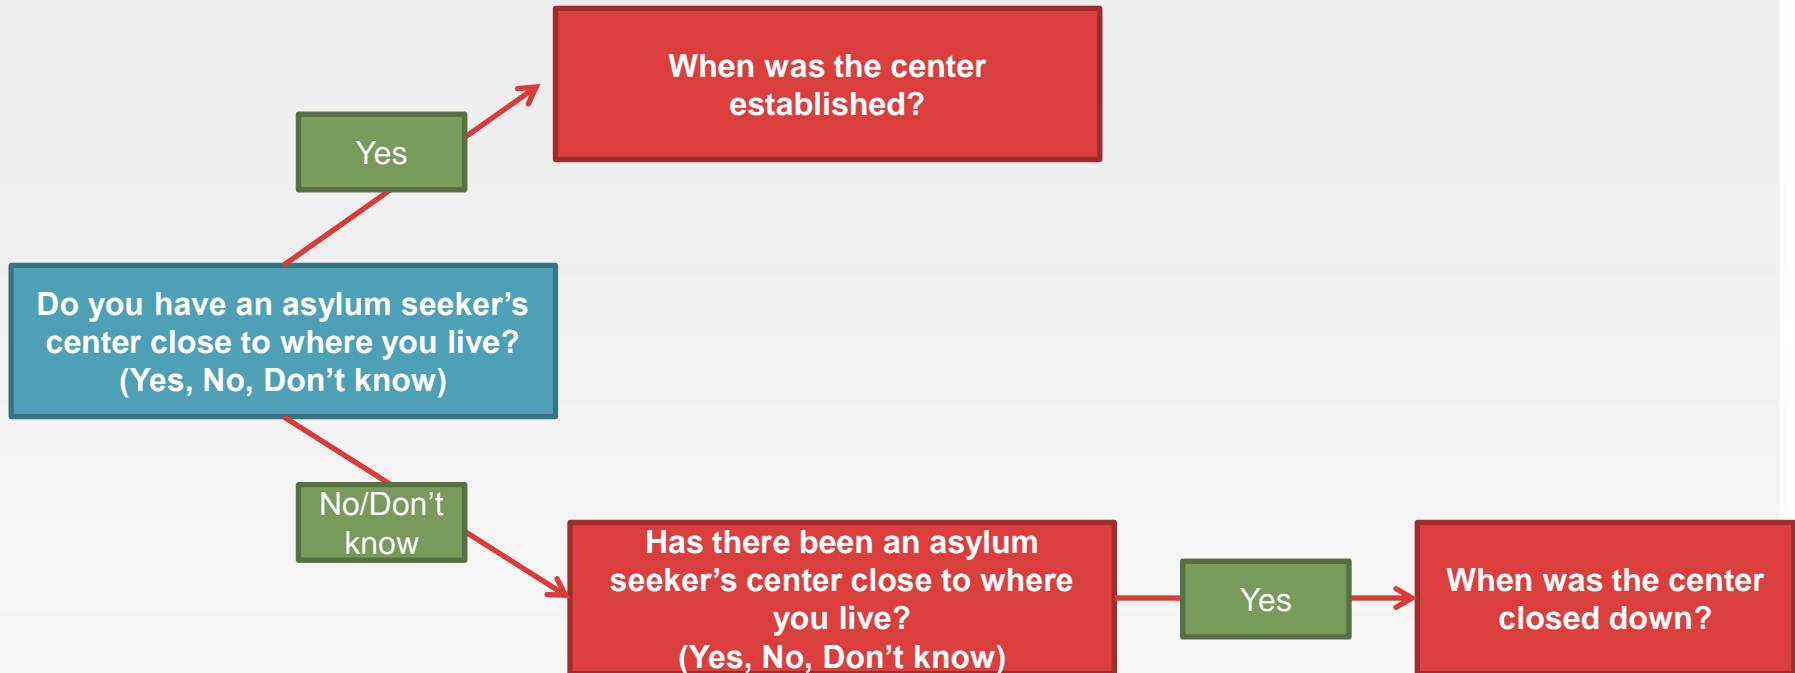 When was the center
established?
Yes
Do you have an asylum seeker’s
center close to where you live?
(Yes, No, Don’t know)
No/Don’t
know
Has there been an asylum
seeker’s center close to where
you live?
(Yes, No, Don’t know)
Yes
When was the center
closed down?